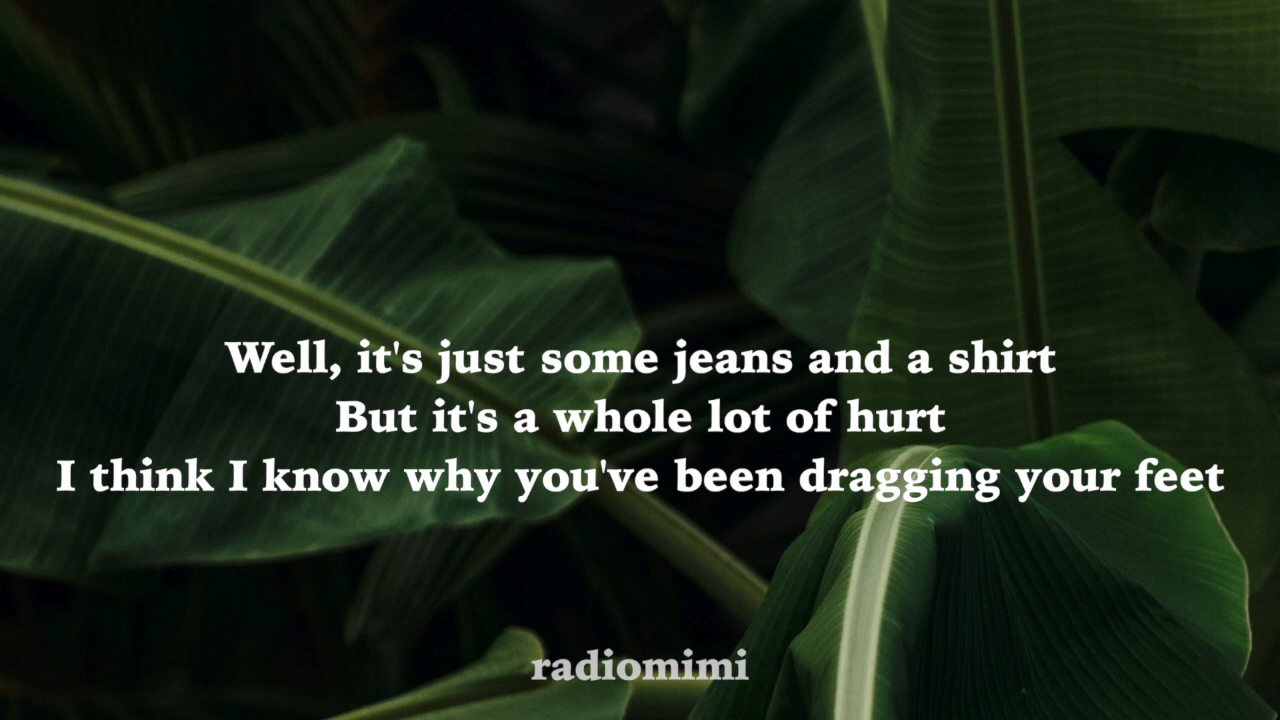 Well, it's just some jeans and a shirt
But it's a whole lot of hurt
I think I know why you've been dragging your feet
radiomimi